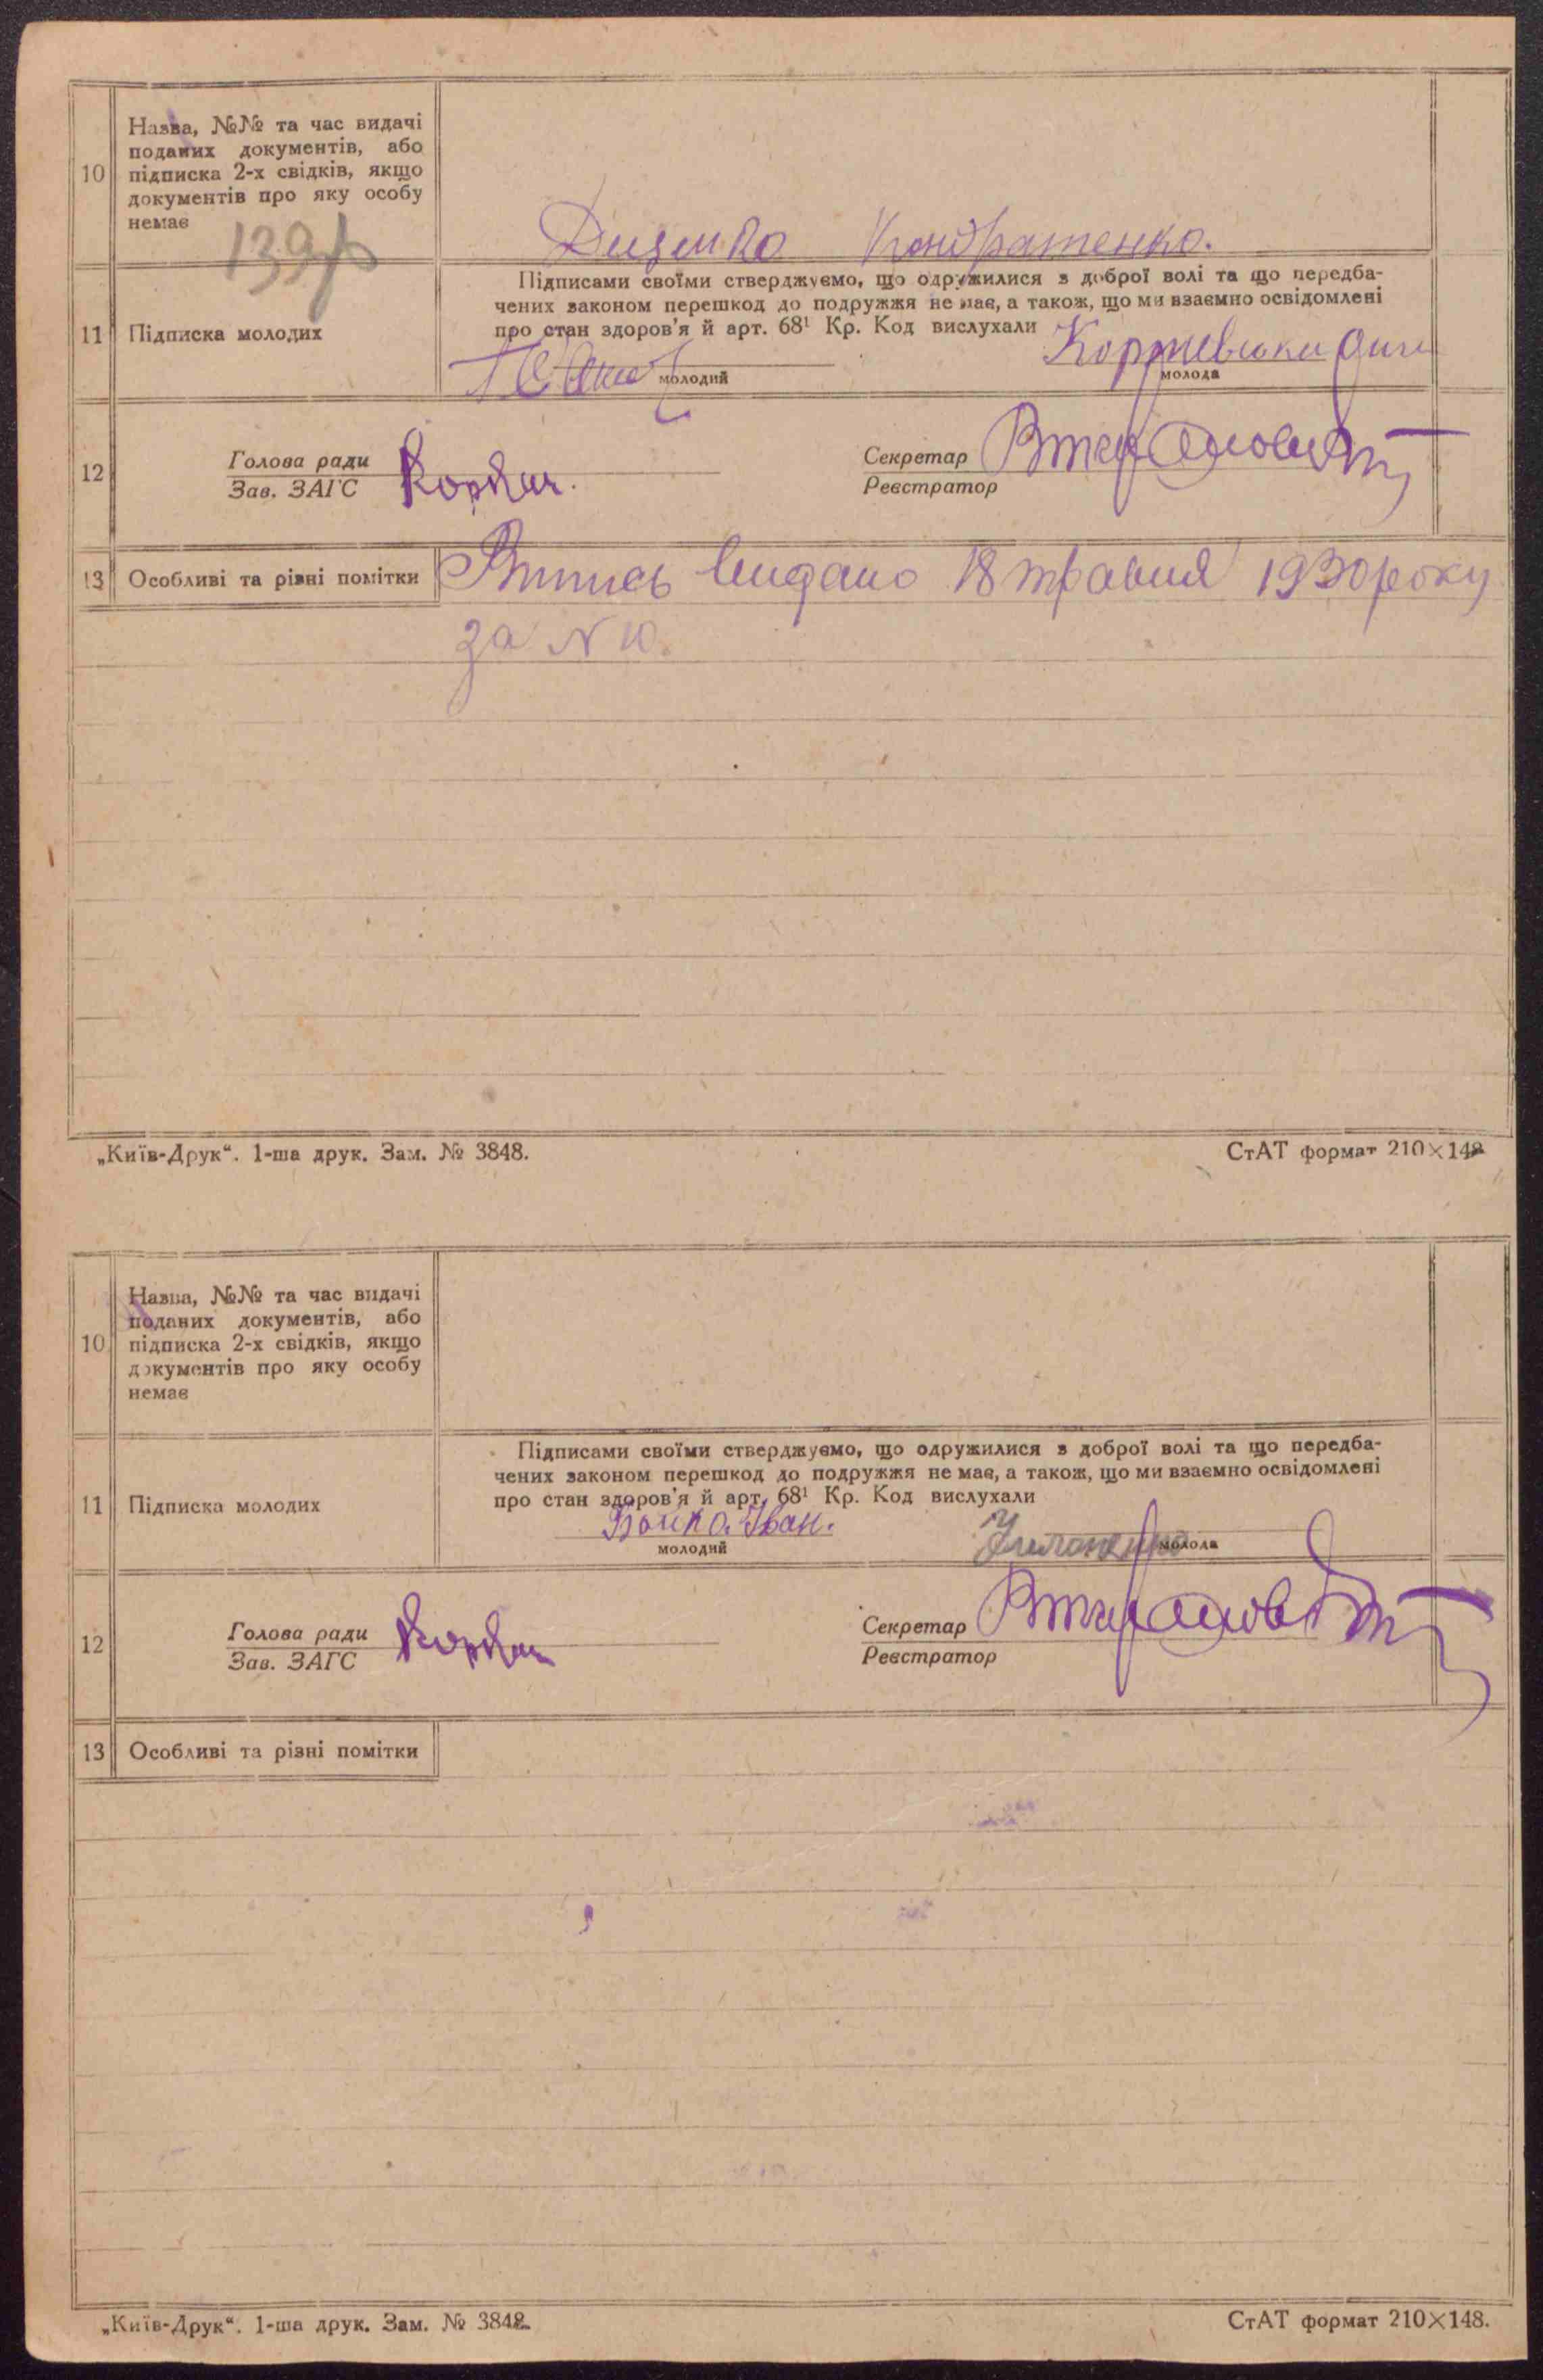 10
Назва, №№ та час видачі
поданих документів, або
підписка 2-х свідків, якщо
документів про яку особу
немає
139
Кондратенко.
11
Підписка молодих
Підписами своїми стверджуємо, що одружилися з доброї волі та що передба-
чених законом перешкод до подружжя не має, а також, що ми взаємно освідомлені
про стан здоров'я й арт. 68¹ Кр. Код вислухали
молодий
молода
12
Голова ради
Зав. ЗАГС
Секретар
Реєстратор
13
Особливі та різні помітки
Випись видано 18 травня 1930 року
за N 10.
„Київ-Друк“. 1-ша друк. Зам. № 3848.
СтАТ формат 210×148
10
Назва, №№ та час видачі
поданих документів, або
підписка 2-х свідків, якщо
документів про яку особу
немає
11
Підписка молодих
Підписами своїми стверджуємо, що одружилися з доброї волі та що передба-
чених законом перешкод до подружжя не має, а також, що ми взаємно освідомлені
про стан здоров'я й арт. 68¹ Кр. Код вислухали
Бойко. Іван.
молодий
молода
12
Голова ради
Зав. ЗАГС
Секретар
Реєстратор
13
Особливі та різні помітки
„Київ-Друк“. 1-ша друк. Зам. № 3848.
СтАТ формат 210×148.